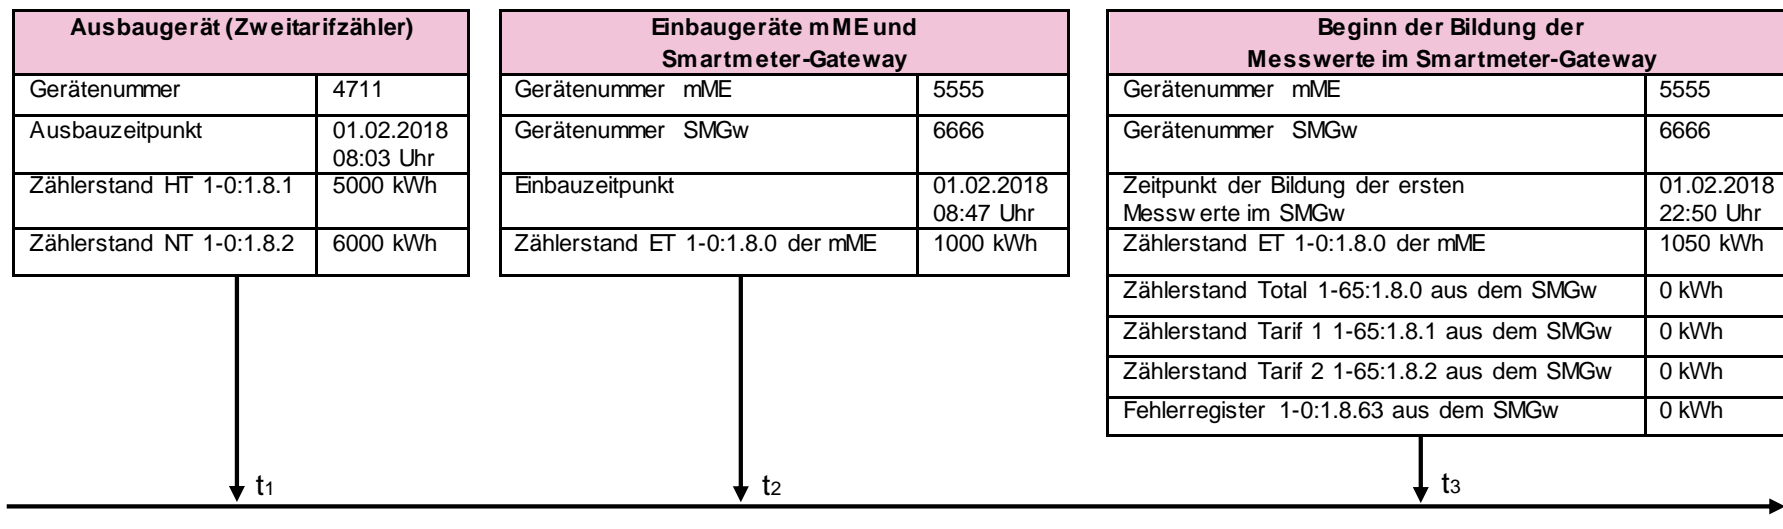 Ausbaugerät (Zweitarifzähler)
Gerätenummer 4711
Ausbauzeitpunkt 01.02.2018
08:03 Uhr
Zählerstand HT 1-0:1.8.1 5000 kWh
Zählerstand NT 1-0:1.8.2 6000 kWh
Einbaugeräte mME und
Smartmeter-Gateway
Gerätenummer mME 5555
Gerätenummer SMGw 6666
Einbauzeitpunkt 01.02.2018
08:47 Uhr
Zählerstand ET 1-0:1.8.0 der mME 1000 kWh
Beginn der Bildung der
Messwerte im Smartmeter-Gateway
Gerätenummer mME 5555
Gerätenummer SMGw 6666
Zeitpunkt der Bildung der ersten 01.02.2018
Messwerte im SMGw 22:50 Uhr
Zählerstand ET 1-0:1.8.0 der mME 1050 kWh
Zählerstand Total 1-65:1.8.0 aus dem SMGw 0 kWh
Zählerstand Tarif 1 1-65:1.8.1 aus dem SMGw 0 kWh
Zählerstand Tarif 2 1-65:1.8.2 aus dem SMGw 0 kWh
Fehlerregister 1-0:1.8.63 aus dem SMGw 0 kWh
t1 t2 t3